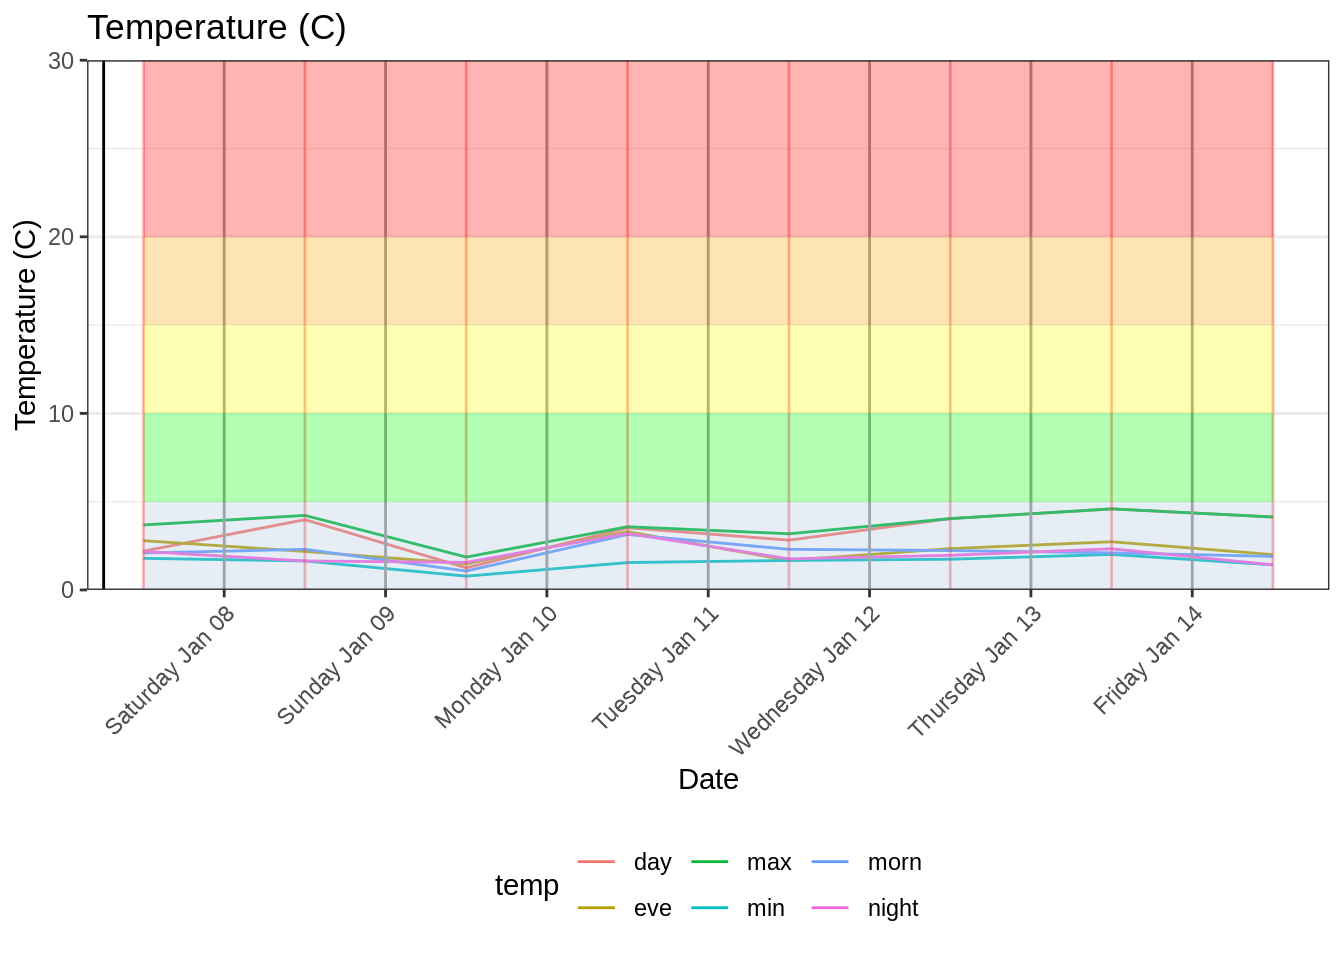 Temperature (C)
Temperature (C)
30
20
10
0
Saturday Jan 08
Sunday Jan 09
Monday Jan 10
Tuesday Jan 11
Wednesday Jan 12
Thursday Jan 13
Friday Jan 14
Date
temp
day max morn
eve min night